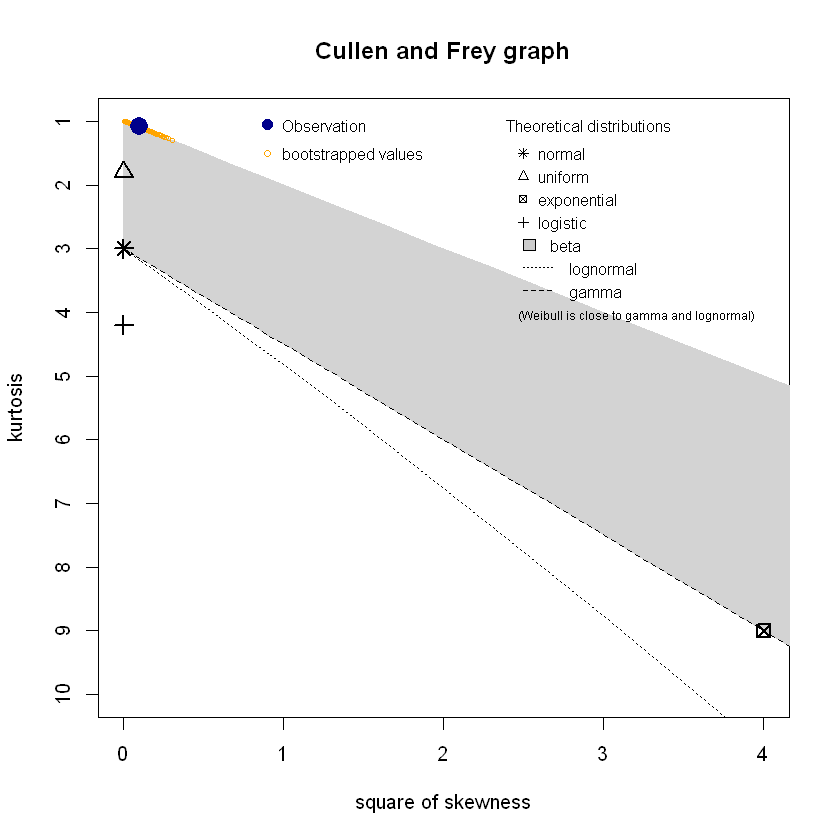 Cullen and Frey graph
Observation
bootstrapped values
Theoretical distributions
normal
uniform
exponential
logistic
beta
lognormal
gamma
(Weibull is close to gamma and lognormal)
kurtosis
1
2
3
4
5
6
7
8
9
10
0 1 2 3 4
square of skewness